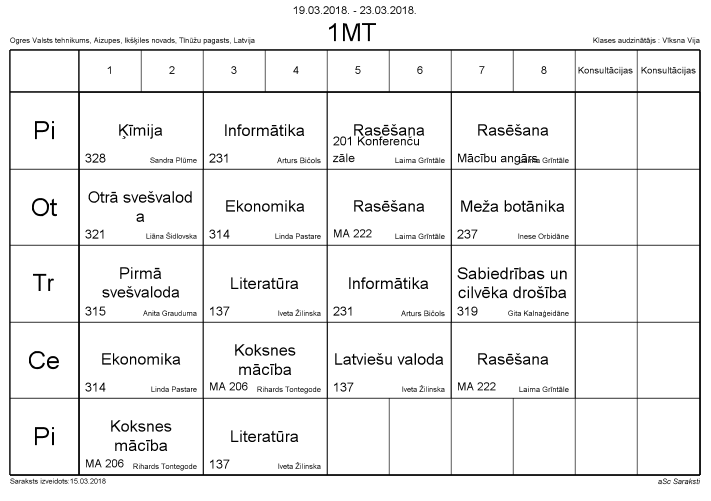 19.03.2018. - 23.03.2018.
1MT
Ogres Valsts tehnikums, Aizupes, Ikšķiles novads, Tīnūžu pagasts, Latvija
Klases audzinātājs : Vīksna Vija
1 2 3 4 5 6 7 8 Konsultācijas Konsultācijas
Pi
Ķīmija
328 Sandra Plūme
Informātika
231 Arturs Bičols
Rasēšana
201 Konferenču
zāle Laima Grīntāle
Rasēšana
Mācību angārs Laima Grīntāle
Ot
Otrā svešvalod
a
321 Liāna Šidlovska
Ekonomika
314 Linda Pastare
Rasēšana
MA 222 Laima Grīntāle
Meža botānika
237 Inese Orbidāne
Tr
Pirmā
svešvaloda
315 Anita Grauduma
Literatūra
137 Iveta Žilinska
Informātika
231 Arturs Bičols
Sabiedrības un
cilvēka drošība
319 Gita Kalnaģeidāne
Ce
Ekonomika
314 Linda Pastare
Koksnes
mācība
MA 206 Rihards Tontegode
Latviešu valoda
137 Iveta Žilinska
Rasēšana
MA 222 Laima Grīntāle
Pi
Koksnes
mācība
MA 206 Rihards Tontegode
Literatūra
137 Iveta Žilinska
Saraksts izveidots:15.03.2018
aSc Saraksti